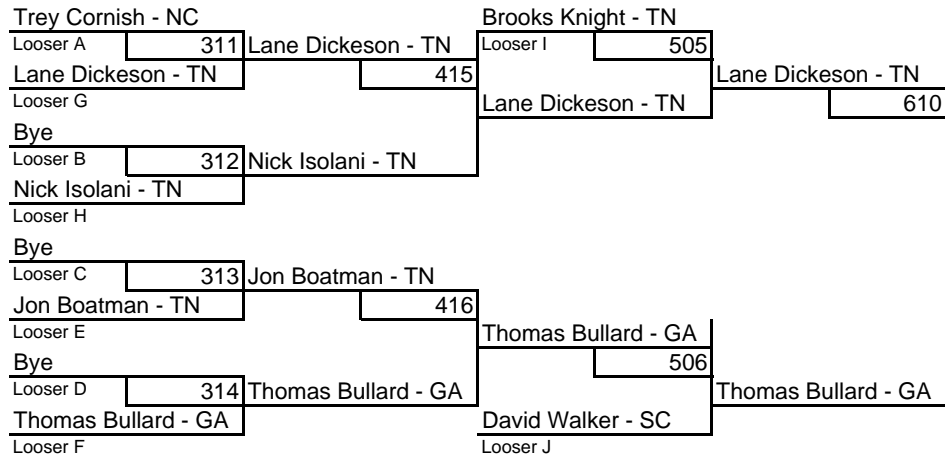 Trey Cornish - NC
Brooks Knight - TN
Looser A
311
Lane Dickeson - TN
Looser I
505
Lane Dickeson - TN
415
Lane Dickeson - TN
Looser G
Lane Dickeson - TN
610
Bye
Looser B
312
Nick Isolani - TN
Nick Isolani - TN
Looser H
Bye
Looser C
313
Jon Boatman - TN
Jon Boatman - TN
416
Looser E
Thomas Bullard - GA
Bye
506
Looser D
314
Thomas Bullard - GA
Thomas Bullard - GA
Thomas Bullard - GA
David Walker - SC
Looser F
Looser J